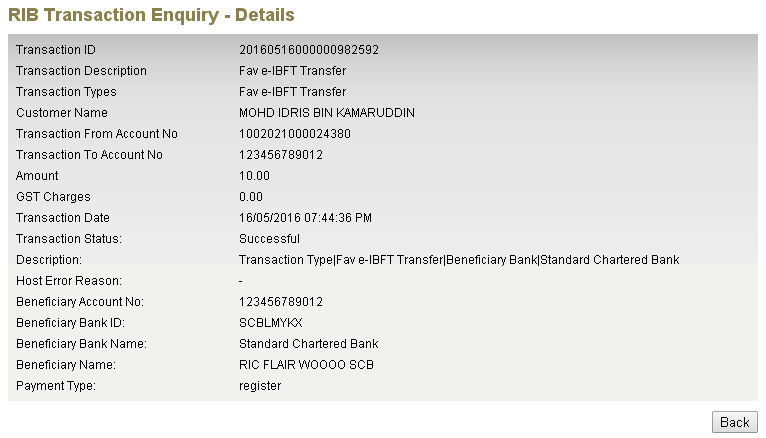 RIB Transaction Enquiry - Details
Transaction ID 20160516000000982592
Transaction Description Fav e-IBFT Transfer
Transaction Types Fav e-IBFT Transfer
Customer Name MOHD IDRIS BIN KAMARUDDIN
Transaction From Account No 1002021000024380
Transaction To Account No 123456789012
Amount 10.00
GST Charges 0.00
Transaction Date 16/05/2016 07:44:36 PM
Transaction Status: Successful
Description: Transaction Type|Fav e-IBFT Transfer|Beneficiary Bank|Standard Chartered Bank
Host Error Reason: -
Beneficiary Account No: 123456789012
Beneficiary Bank ID: SCBLMYKX
Beneficiary Bank Name: Standard Chartered Bank
Beneficiary Name: RIC FLAIR WOOOO SCB
Payment Type: register
Back